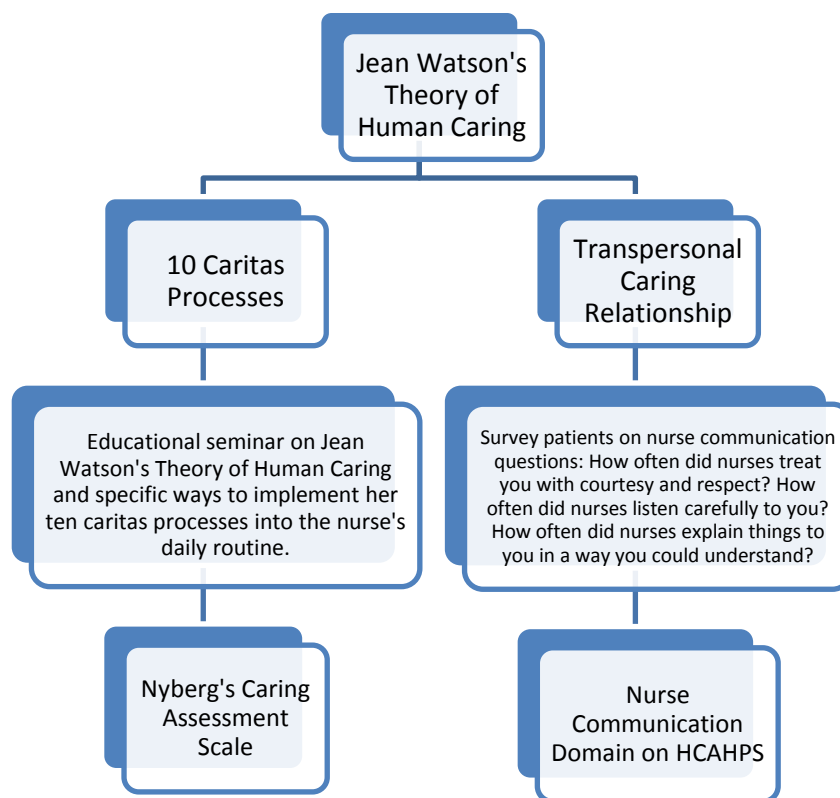 Jean Watson's
Theory of
Human Caring
10 Caritas
Processes
Transpersonal
Caring
Relationship
Educational seminar on Jean
Watson's Theory of Human Caring
and specific ways to implement her
ten caritas processes into the nurse's
daily routine.
Survey patients on nurse communication
questions: How often did nurses treat
you with courtesy and respect? How
often did nurses listen carefully to you?
How often did nurses explain things to
you in a way you could understand?
Nyberg's Caring
Assessment
Scale
Nurse
Communication
Domain on HCAHPS